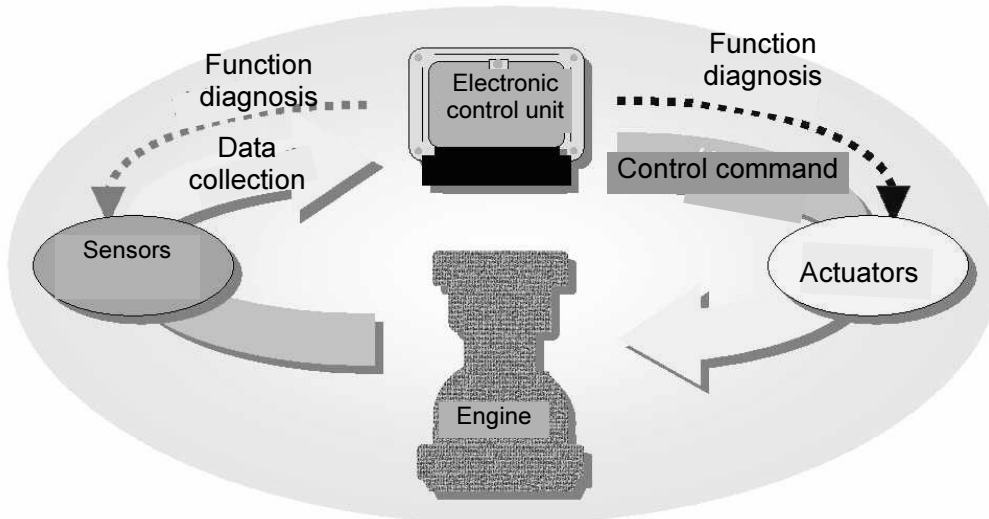 Function
diagnosis
Electronic
control unit
Function
diagnosis
Data
collection
Control command
Sensors
Actuators
Engine